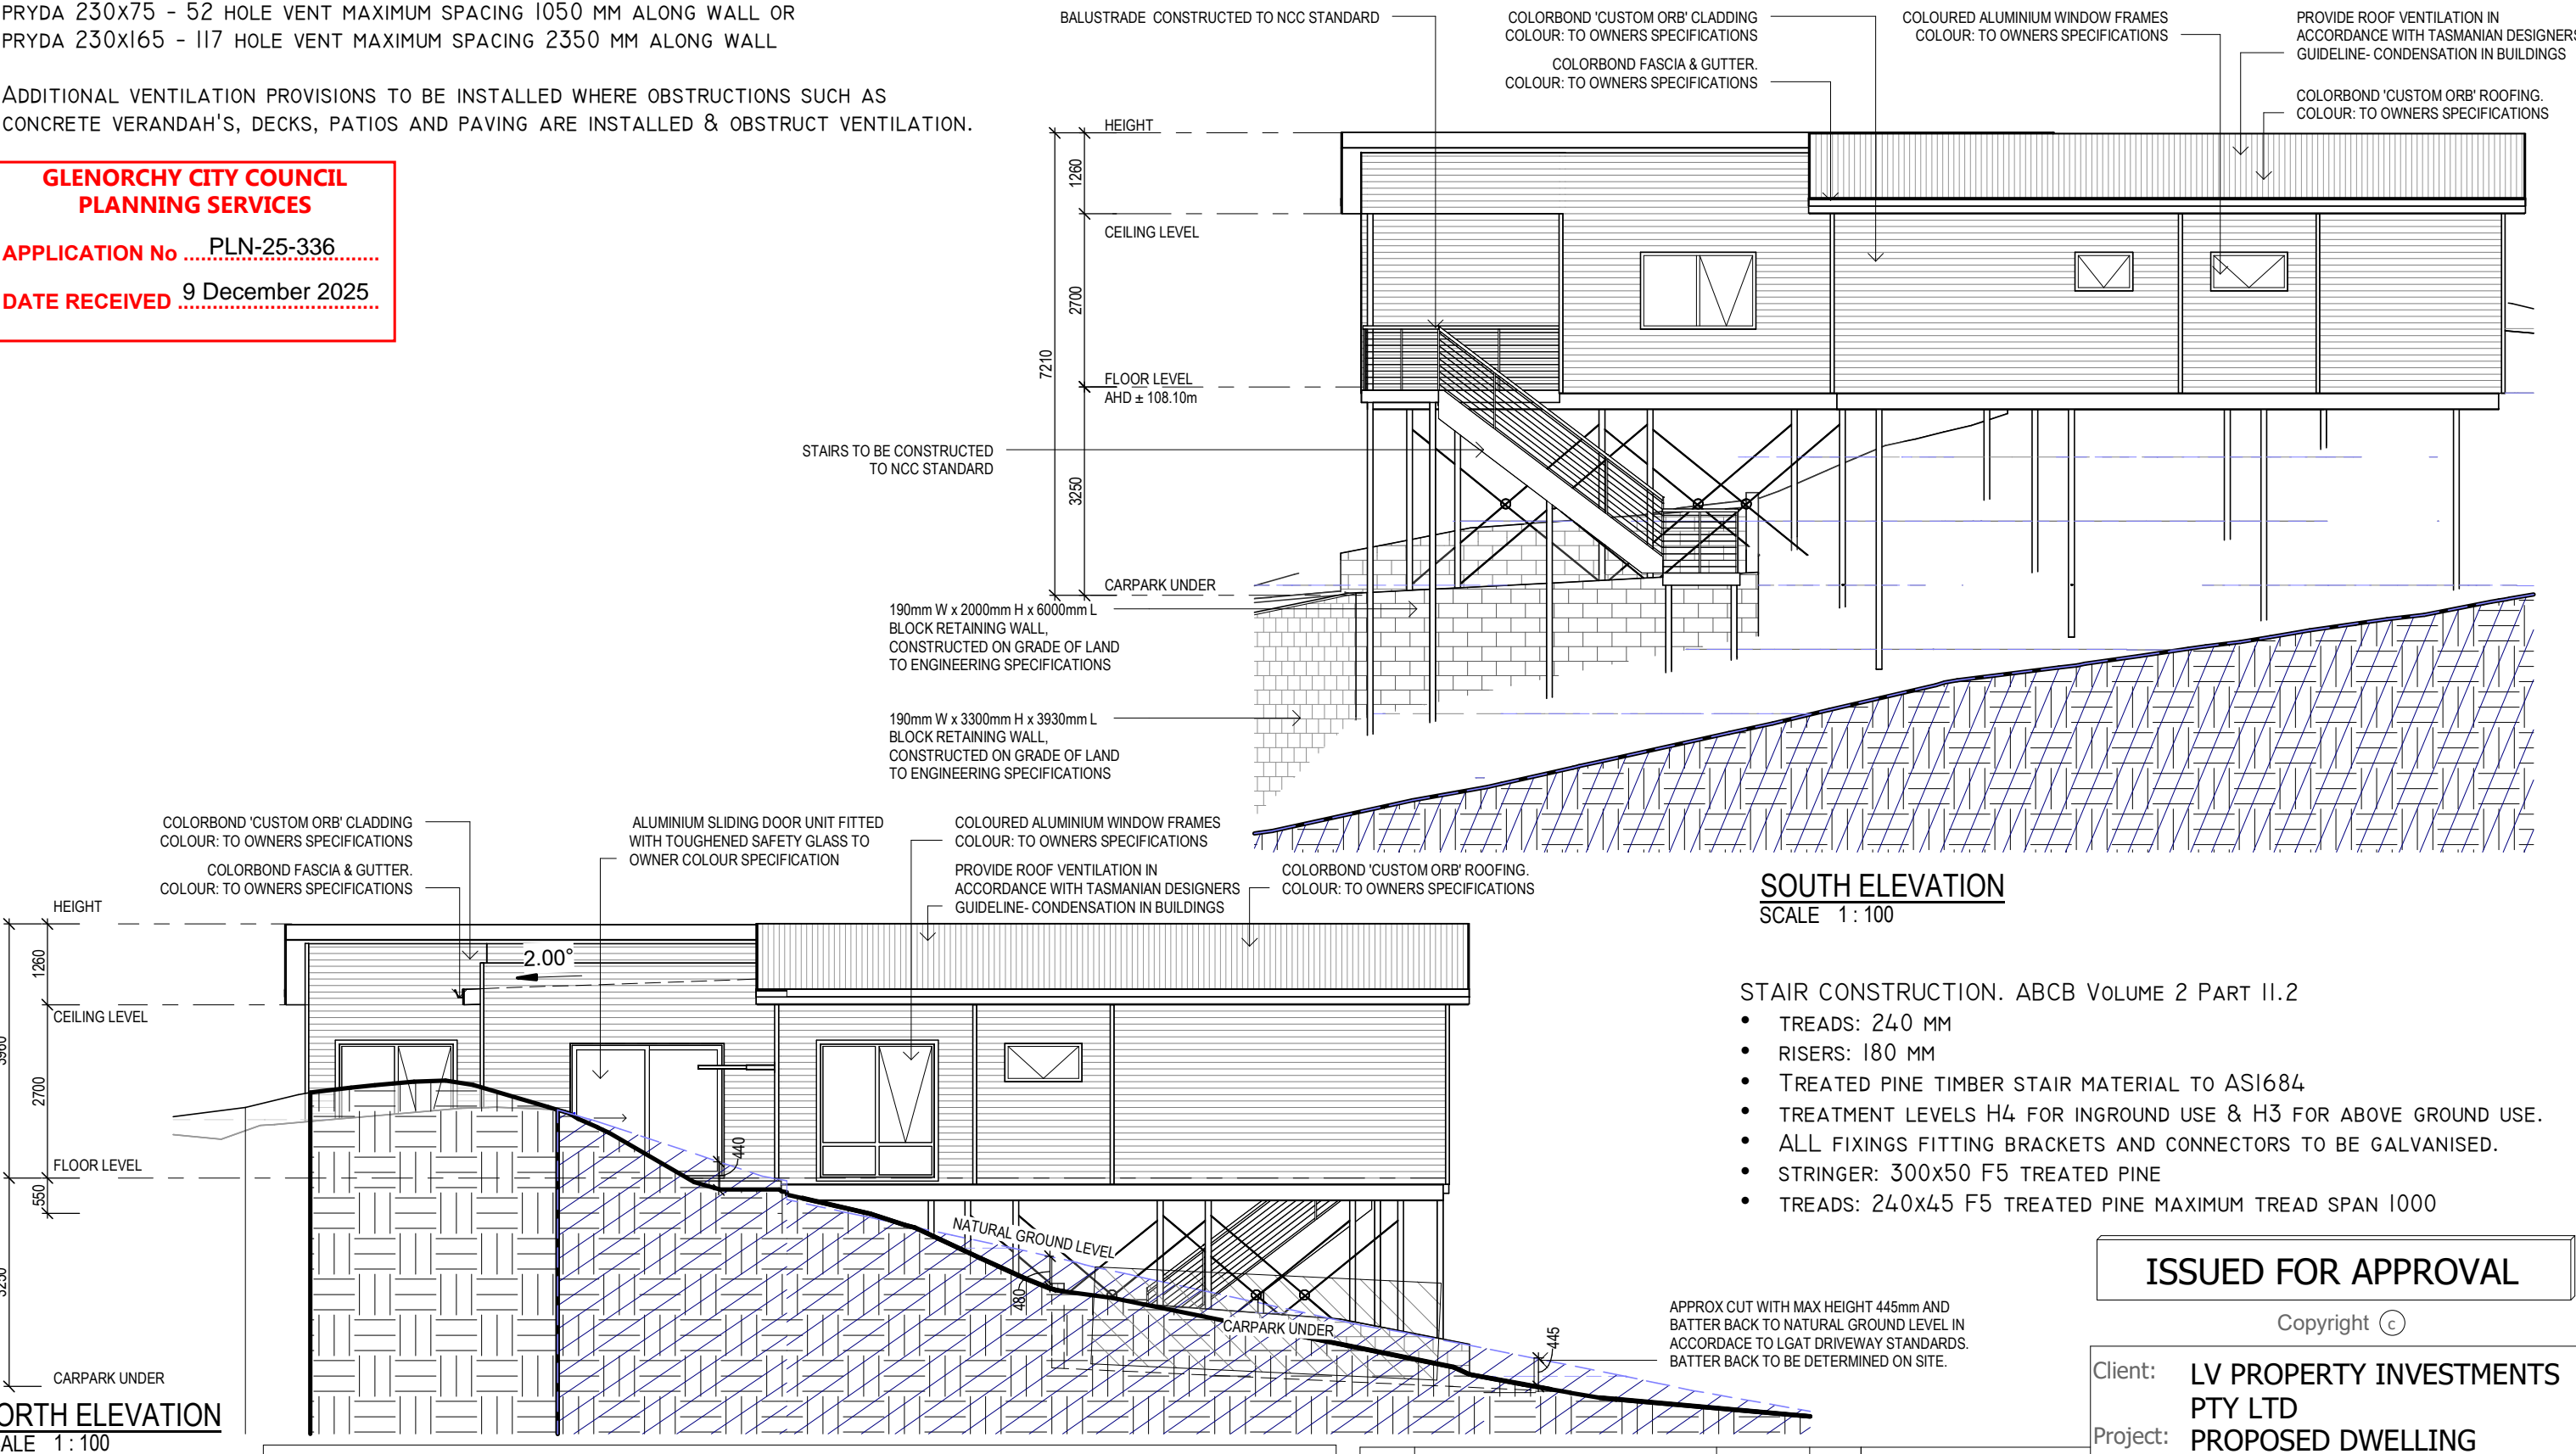 PRYDA 230X75 - 52 HOLE VENT MAXIMUM SPACING 1050 MM ALONG WALL OR
PRYDA 230X165 - 117 HOLE VENT MAXIMUM SPACING 2350 MM ALONG WALL
ADDITIONAL VENTILATION PROVISIONS TO BE INSTALLED WHERE OBSTRUCTIONS SUCH AS
CONCRETE VERANDAH'S, DECKS, PATIOS AND PAVING ARE INSTALLED & OBSTRUCT VENTILATION.
GLENORCHY CITY COUNCIL
PLANNING SERVICES
APPLICATION No PLN-25-336
DATE RECEIVED 9 December 2025
BALUSTRADE CONSTRUCTED TO NCC STANDARD
COLORBOND 'CUSTOM ORB' CLADDING
COLOUR: TO OWNERS SPECIFICATIONS
COLORBOND FASCIA & GUTTER.
COLOUR: TO OWNERS SPECIFICATIONS
COLOURED ALUMINIUM WINDOW FRAMES
COLOUR: TO OWNERS SPECIFICATIONS
PROVIDE ROOF VENTILATION IN
ACCORDANCE WITH TASMANIAN DESIGNERS
GUIDELINE- CONDENSATION IN BUILDINGS
COLORBOND 'CUSTOM ORB' ROOFING.
COLOUR: TO OWNERS SPECIFICATIONS
HEIGHT
1260
CEILING LEVEL
2700
7210
FLOOR LEVEL
AHD ± 108.10m
STAIRS TO BE CONSTRUCTED
TO NCC STANDARD
3250
CARPARK UNDER
190mm W x 2000mm H x 6000mm L
BLOCK RETAINING WALL,
CONSTRUCTED ON GRADE OF LAND
TO ENGINEERING SPECIFICATIONS
190mm W x 3300mm H x 3930mm L
BLOCK RETAINING WALL,
CONSTRUCTED ON GRADE OF LAND
TO ENGINEERING SPECIFICATIONS
SOUTH ELEVATION
SCALE 1 : 100
COLORBOND 'CUSTOM ORB' CLADDING
COLOUR: TO OWNERS SPECIFICATIONS
COLORBOND FASCIA & GUTTER.
COLOUR: TO OWNERS SPECIFICATIONS
ALUMINIUM SLIDING DOOR UNIT FITTED
WITH TOUGHENED SAFETY GLASS TO
OWNER COLOUR SPECIFICATION
COLOURED ALUMINIUM WINDOW FRAMES
COLOUR: TO OWNERS SPECIFICATIONS
PROVIDE ROOF VENTILATION IN
ACCORDANCE WITH TASMANIAN DESIGNERS
GUIDELINE- CONDENSATION IN BUILDINGS
COLORBOND 'CUSTOM ORB' ROOFING.
COLOUR: TO OWNERS SPECIFICATIONS
HEIGHT
1260
2.00°
CEILING LEVEL
3960
2700
440
FLOOR LEVEL
550
NATURAL GROUND LEVEL
480
3250
CARPARK UNDER
CARPARK UNDER
445
APPROX CUT WITH MAX HEIGHT 445mm AND
BATTER BACK TO NATURAL GROUND LEVEL IN
ACCORDACE TO LGAT DRIVEWAY STANDARDS.
BATTER BACK TO BE DETERMINED ON SITE.
ORTH ELEVATION
ALE 1 : 100
STAIR CONSTRUCTION. ABCB VOLUME 2 PART 11.2
• TREADS: 240 MM
• RISERS: 180 MM
• TREATED PINE TIMBER STAIR MATERIAL TO AS1684
• TREATMENT LEVELS H4 FOR INGROUND USE & H3 FOR ABOVE GROUND USE.
• ALL FIXINGS FITTING BRACKETS AND CONNECTORS TO BE GALVANISED.
• STRINGER: 300X50 F5 TREATED PINE
• TREADS: 240X45 F5 TREATED PINE MAXIMUM TREAD SPAN 1000
ISSUED FOR APPROVAL
Copyright ©
Client: LV PROPERTY INVESTMENTS
PTY LTD
Project: PROPOSED DWELLING